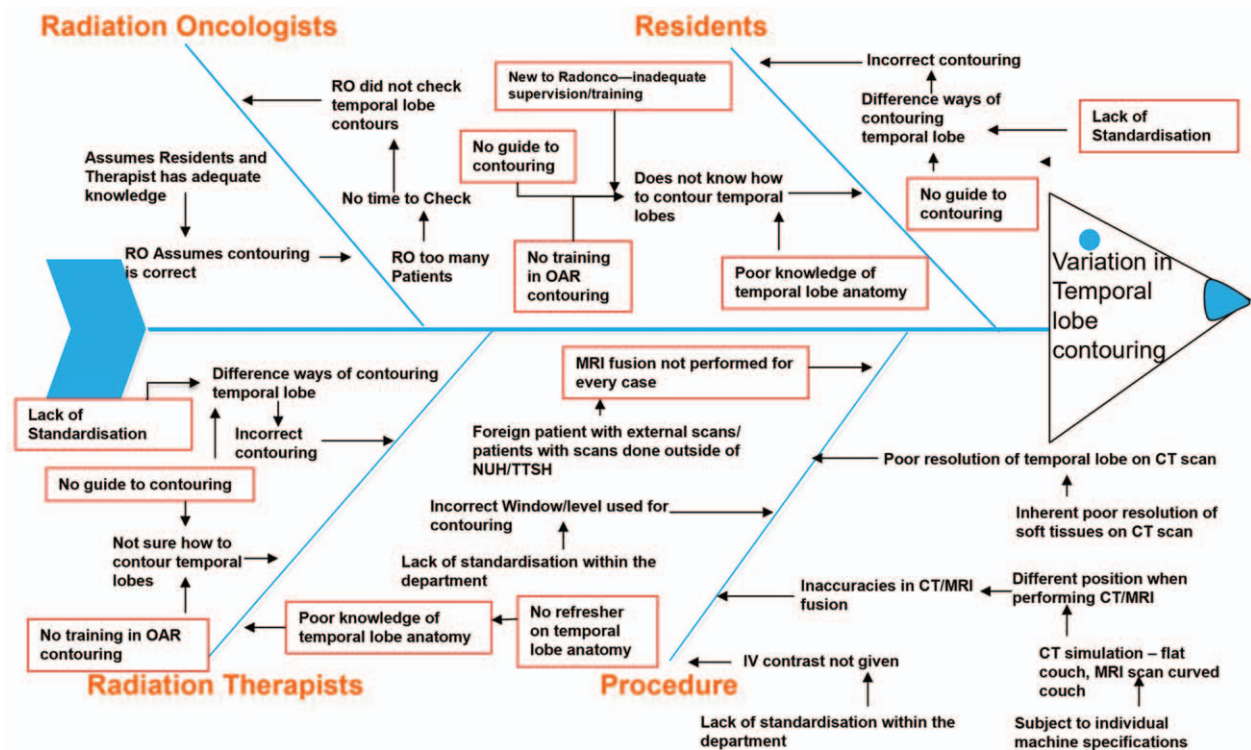 Radiation Oncologists
Residents
RO did not check
temporal lobe
contours
Assumes Residents and
Therapist has adequate
knowledge
No time to Check
RO Assumes contouring
is correct
RO too many
Patients
New to Radonco—inadequate
supervision/training
No guide to
contouring
Does not know how
to contour temporal
lobes
No training
in OAR
contouring
Poor knowledge of
temporal lobe anatomy
Incorrect contouring
Difference ways of
contouring
temporal lobe
Lack of
Standardisation
No guide to
contouring
Variation in
Temporal
lobe
contouring
Difference ways of contouring
temporal lobe
Lack of
Standardisation
Incorrect
contouring
No guide to contouring
Not sure how to
contour temporal
lobes
No training in OAR
contouring
Poor knowledge of
temporal lobe anatomy
No refresher
on temporal
lobe anatomy
Radiation Therapists
MRI fusion not performed for
every case
Foreign patient with external scans/
patients with scans done outside of
NUH/TTSH
Incorrect Window/level used for
contouring
Lack of standardisation within the
department
Poor resolution of temporal lobe on CT scan
Inherent poor resolution of
soft tissues on CT scan
Inaccuracies in CT/MRI
fusion
Different position when
performing CT/MRI
CT simulation – flat
couch, MRI scan curved
couch
Subject to individual
machine specifications
IV contrast not given
Lack of standardisation within the
department
Procedure